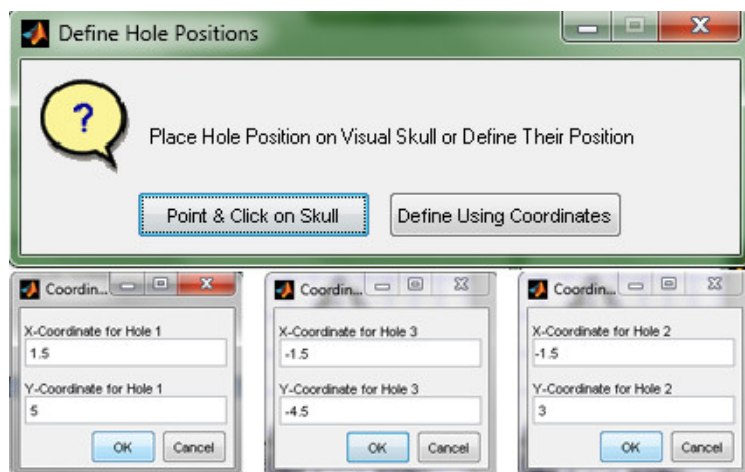 Define Hole Positions
?
Place Hole Position on Visual Skull or Define Their Position
Point & Click on Skull
Define Using Coordinates
Coordin...
X-Coordinate for Hole 1
1.5
Y-Coordinate for Hole 1
5
OK
Cancel
Coordin...
X-Coordinate for Hole 3
-1.5
Y-Coordinate for Hole 3
-4.5
OK
Cancel
Coordin...
X-Coordinate for Hole 2
-1.5
Y-Coordinate for Hole 2
3
OK
Cancel